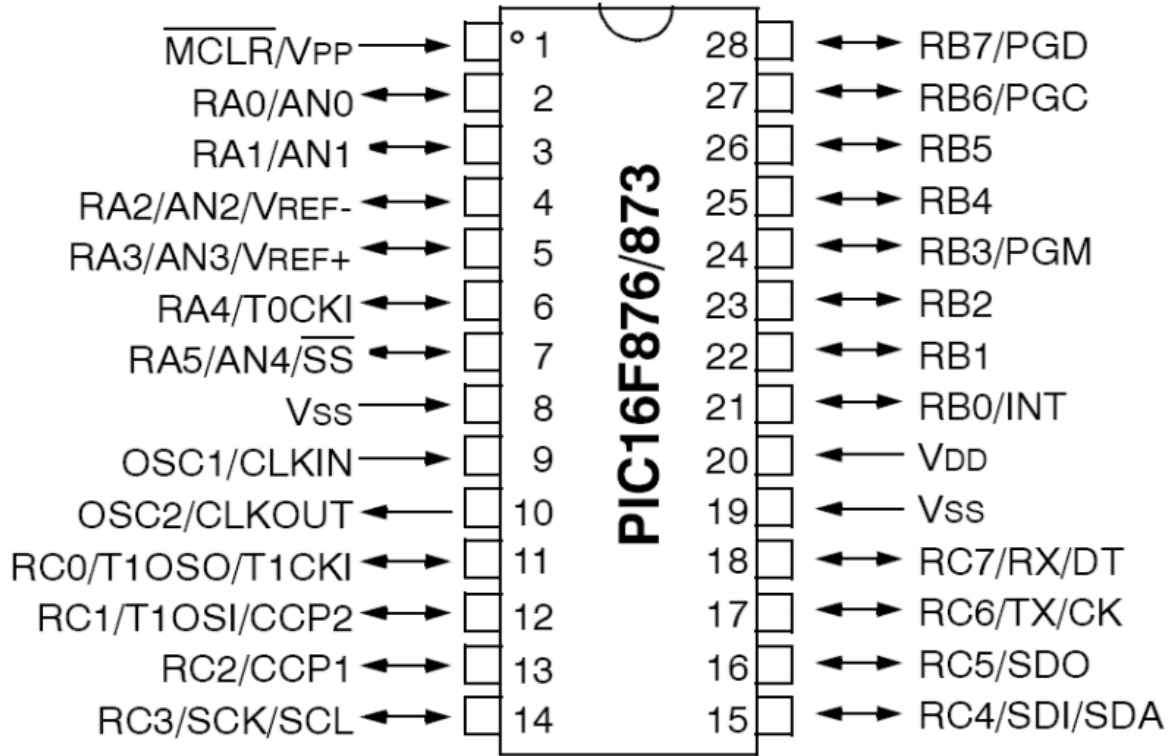 MCLR/VPP 1 28 RB7/PGD
RA0/AN0 2 27 RB6/PGC
RA1/AN1 3 26 RB5
RA2/AN2/VREF- 4 25 RB4
RA3/AN3/VREF+ 5 24 RB3/PGM
RA4/T0CKI 6 23 RB2
RA5/AN4/SS 7 22 RB1
VSS 8 21 RB0/INT
OSC1/CLKIN 9 20 VDD
OSC2/CLKOUT 10 19 VSS
RC0/T1OSO/T1CKI 11 18 RC7/RX/DT
RC1/T1OSI/CCP2 12 17 RC6/TX/CK
RC2/CCP1 13 16 RC5/SDO
RC3/SCK/SCL 14 15 RC4/SDI/SDA
PIC16F876/873